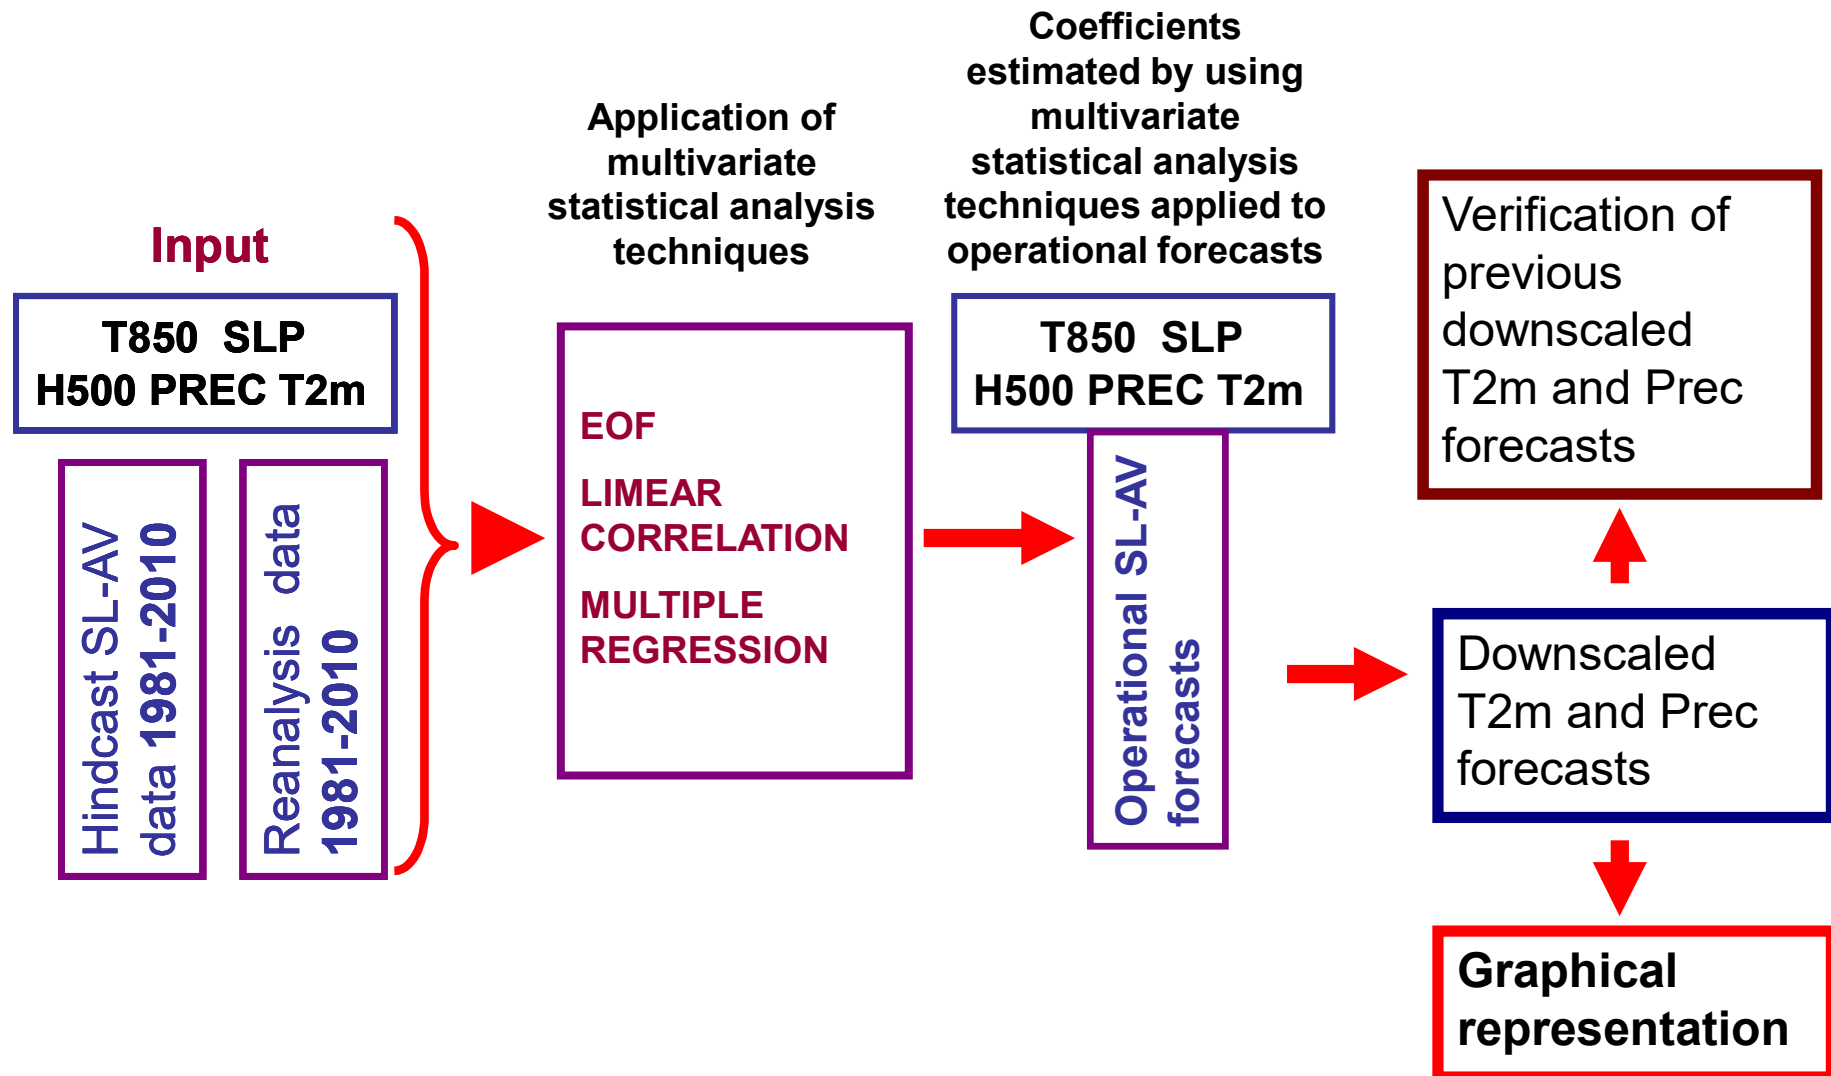 Input
T850 SLP
H500 PREC T2m
Hindcast SL-AV
data 1981-2010
Reanalysis data
1981-2010
Application of
multivariate
statistical analysis
techniques
EOF
LIMEAR
CORRELATION
MULTIPLE
REGRESSION
Coefficients
estimated by using
multivariate
statistical analysis
techniques applied to
operational forecasts
T850 SLP
H500 PREC T2m
Operational SL-AV
forecasts
Verification of
previous
downscaled
T2m and Prec
forecasts
Downscaled
T2m and Prec
forecasts
Graphical
representation